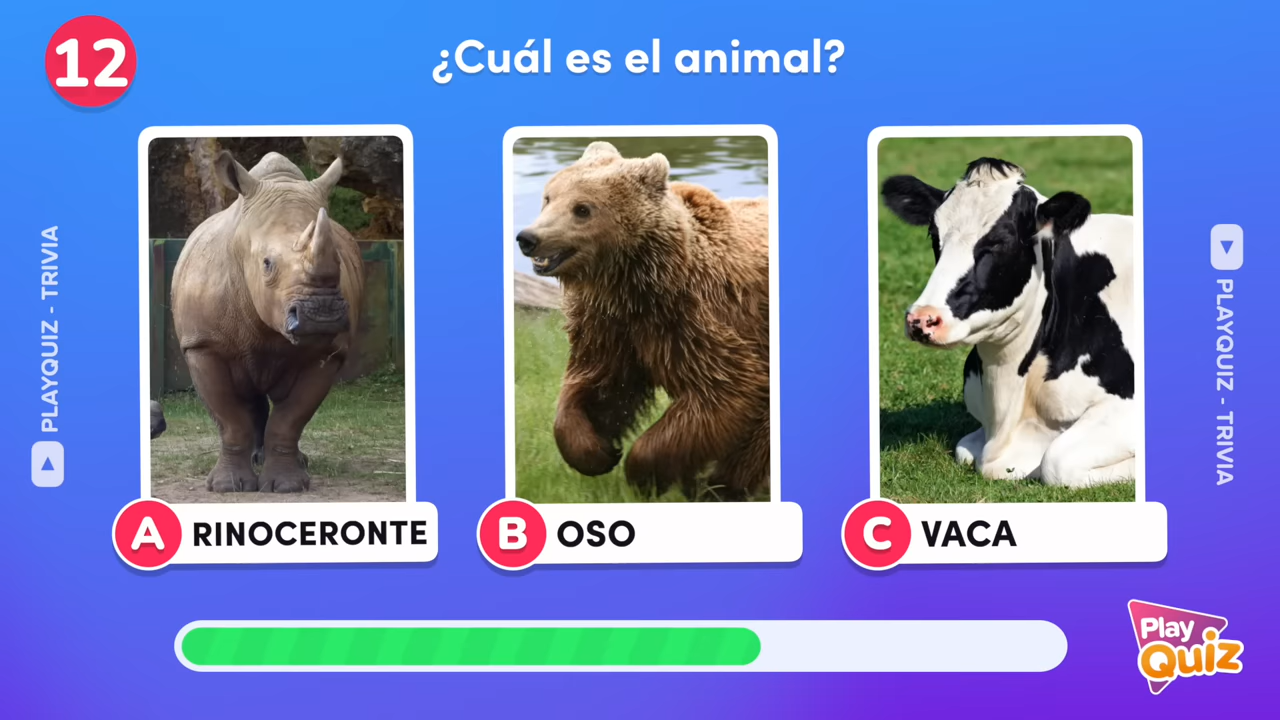 12
¿Cuál es el animal?
PLAYQUIZ - TRIVIA
PLAYQUIZ - TRIVIA
A RINOCERONTE
B OSO
C VACA
Play
Quiz